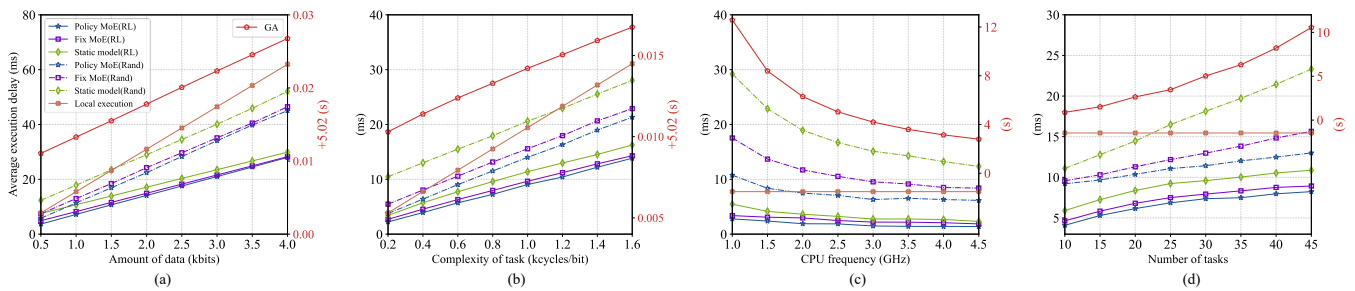 Average execution delay (ms)
80
60
40
20
0
Policy MoE(RL)
Fix MoE(RL)
Static model(RL)
Policy MoE(Rand)
Fix MoE(Rand)
Static model(Rand)
Local execution
GA
0.03
0.02
0.01
0.00
+5.02 (s)
0.5 1.0 1.5 2.0 2.5 3.0 3.5 4.0
Amount of data (kbits)
(a)
(ms)
40
30
20
10
0
0.015
0.010
0.005
+5.02 (s)
0.2 0.4 0.6 0.8 1.0 1.2 1.4 1.6
Complexity of task (kcycles/bit)
(b)
(ms)
40
30
20
10
0
12
8
4
0
(s)
1.0 1.5 2.0 2.5 3.0 3.5 4.0 4.5
CPU frequency (GHz)
(c)
(ms)
30
25
20
15
10
5
10
5
0
(s)
10 15 20 25 30 35 40 45
Number of tasks
(d)